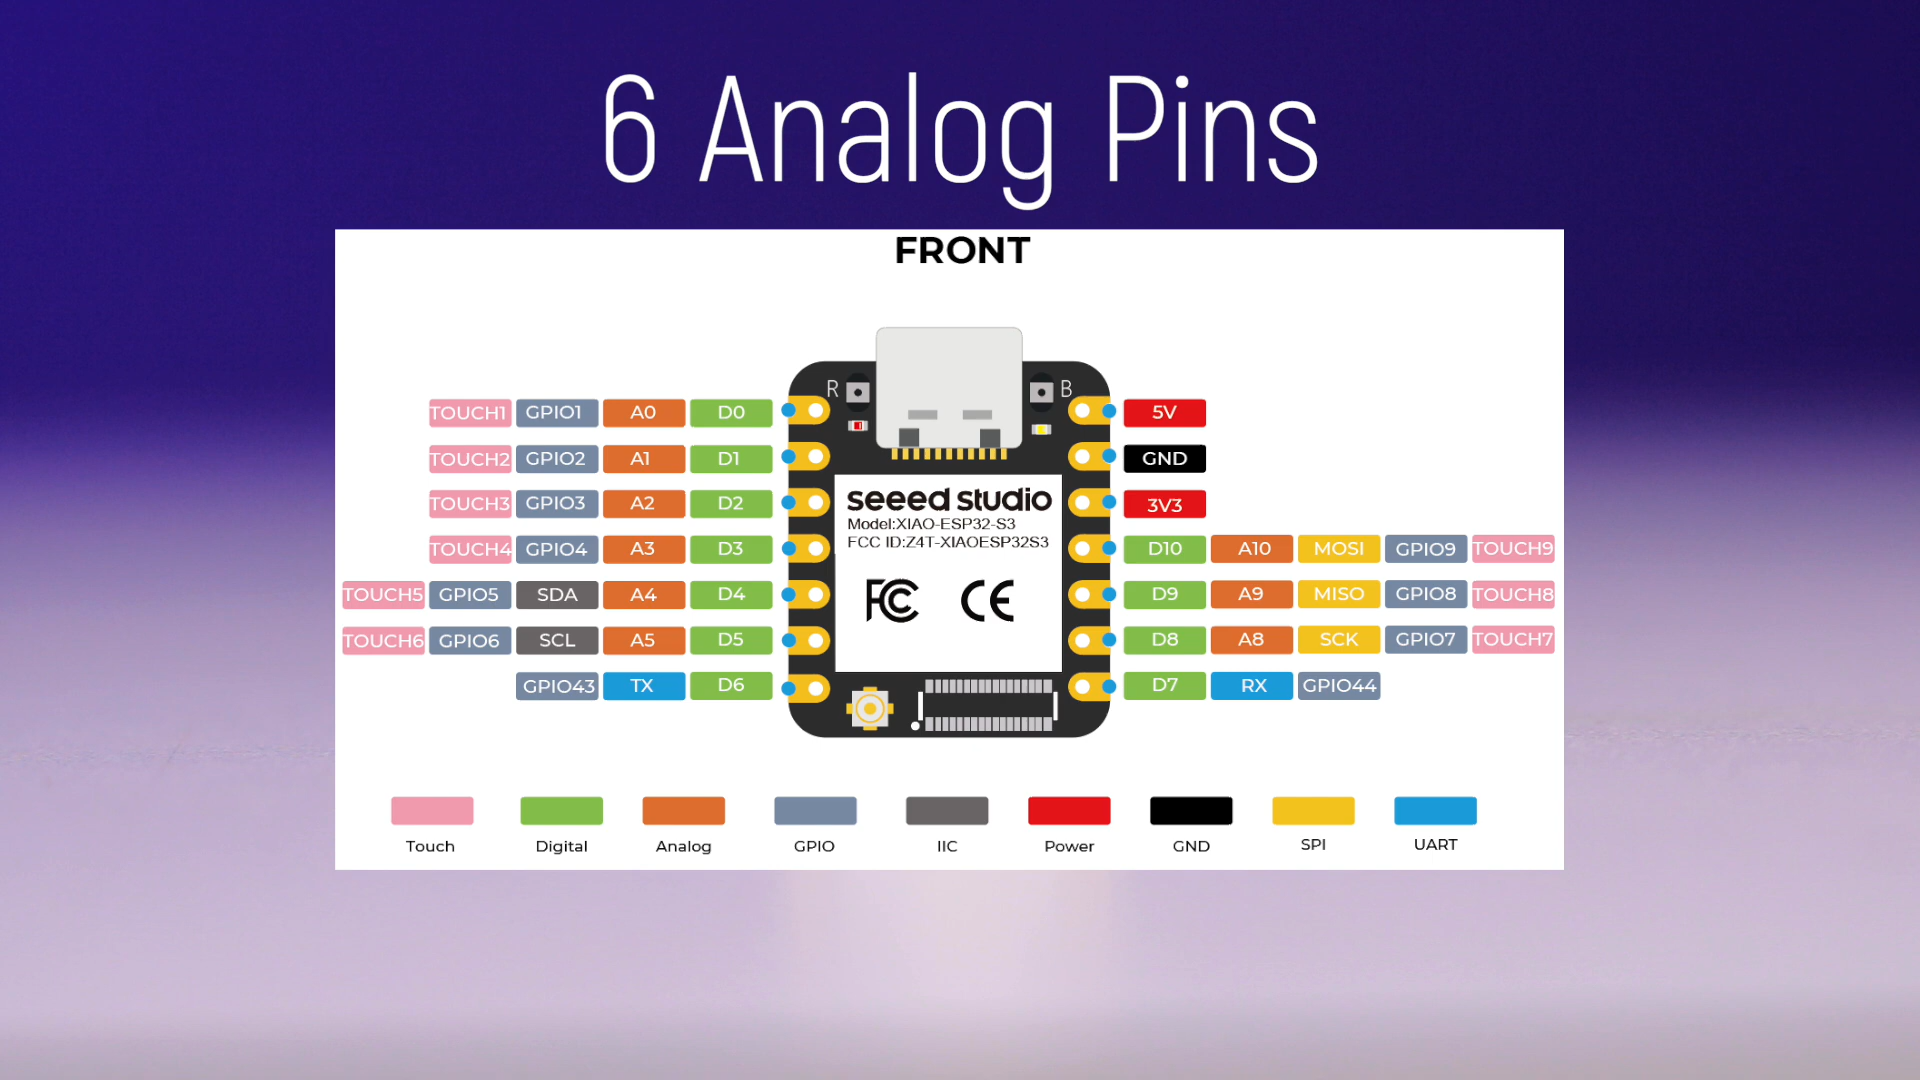 6 Analog Pins
FRONT
R B
TOUCH1 GPIO1 A0 D0 5V
TOUCH2 GPIO2 A1 D1 GND
TOUCH3 GPIO3 A2 D2 3V3
TOUCH4 GPIO4 A3 D3 D10 A10 MOSI GPIO9 TOUCH9
TOUCH5 GPIO5 SDA A4 D4 D9 A9 MISO GPIO8 TOUCH8
TOUCH6 GPIO6 SCL A5 D5 D8 A8 SCK GPIO7 TOUCH7
GPIO43 TX D6 D7 RX GPIO44
seeed studio
Model:XIAO-ESP32-S3
FCC ID:Z4T-XIAOESP32S3
FC CE
Touch Digital Analog GPIO IIC Power GND SPI UART